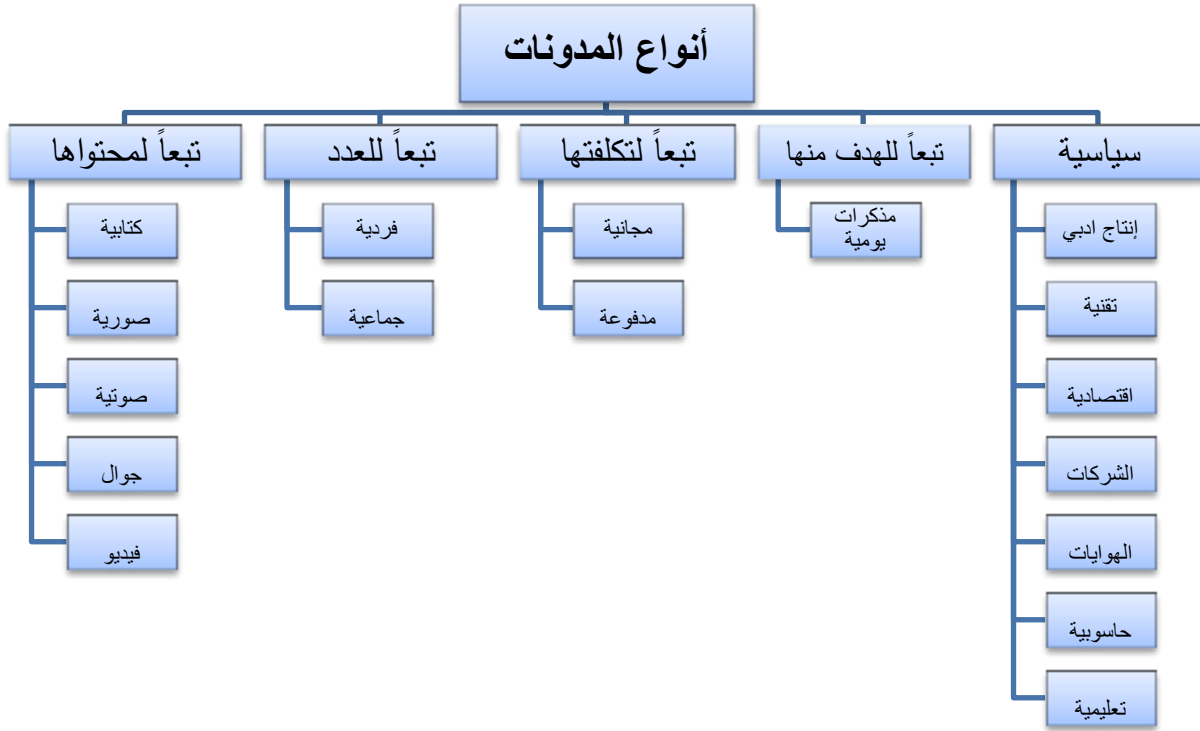 أنواع المدونات
سياسية
إنتاج ادبي
تقنية
اقتصادية
الشركات
الهوايات
حاسوبية
تعليمية
تبعاً للهدف منها
مذكرات
يومية
تبعاً لتكلفتها
مجانية
مدفوعة
تبعاً للعدد
فردية
جماعية
تبعاً لمحتواها
كتابية
صورية
صوتية
جوال
فيديو